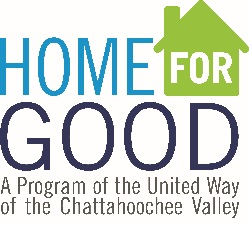 HOME FOR
GOOD
A Program of the United Way
of the Chattahoochee Valley